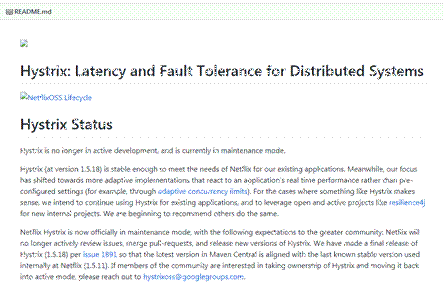 README.md
Hystrix: Latency and Fault Tolerance for Distributed Systems
NetflixOSS Lifecycle
Hystrix Status
Hystrix is no longer in active development, and is currently in maintenance mode.
Hystrix (at version 1.5.18) is stable enough to meet the needs of Netflix for our existing applications. Meanwhile, our
focus has shifted towards more adaptive implementations that react to an application's real time performance rather than pre-
configured settings (for example, through adaptive concurrency limits). For the cases where something like Hystrix makes
sense, we intend to continue using Hystrix for existing applications, and to leverage open and active projects like resilience4j
for new internal projects. We are beginning to recommend others do the same.
Netflix Hystrix is now officially in maintenance mode, with the following expectations to the greater community: Netflix will
no longer actively review issues, merge pull-requests, and release new versions of Hystrix. We have made a final release of
Hystrix (1.5.18) per issue 1891 so that the latest version in Maven Central is aligned with the last known stable version used
internally at Netflix (1.5.11). If members of the community are interested in taking ownership of Hystrix and moving it back
into active mode, please reach out to hystrixoss@googlegroups.com.